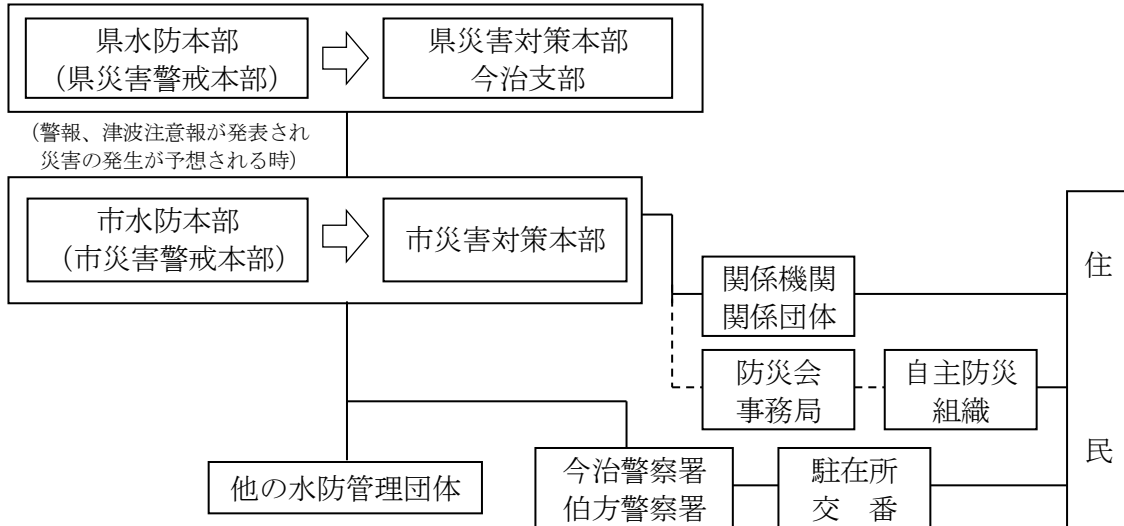 県水防本部
（県災害警戒本部）
県災害対策本部
今治支部
（警報、津波注意報が発表され
災害の発生が予想される時）
市水防本部
（市災害警戒本部）
市災害対策本部
関係機関
関係団体
防災会
事務局
自主防災
組織
住
民
他の水防管理団体
今治警察署
伯方警察署
駐在所
交　番